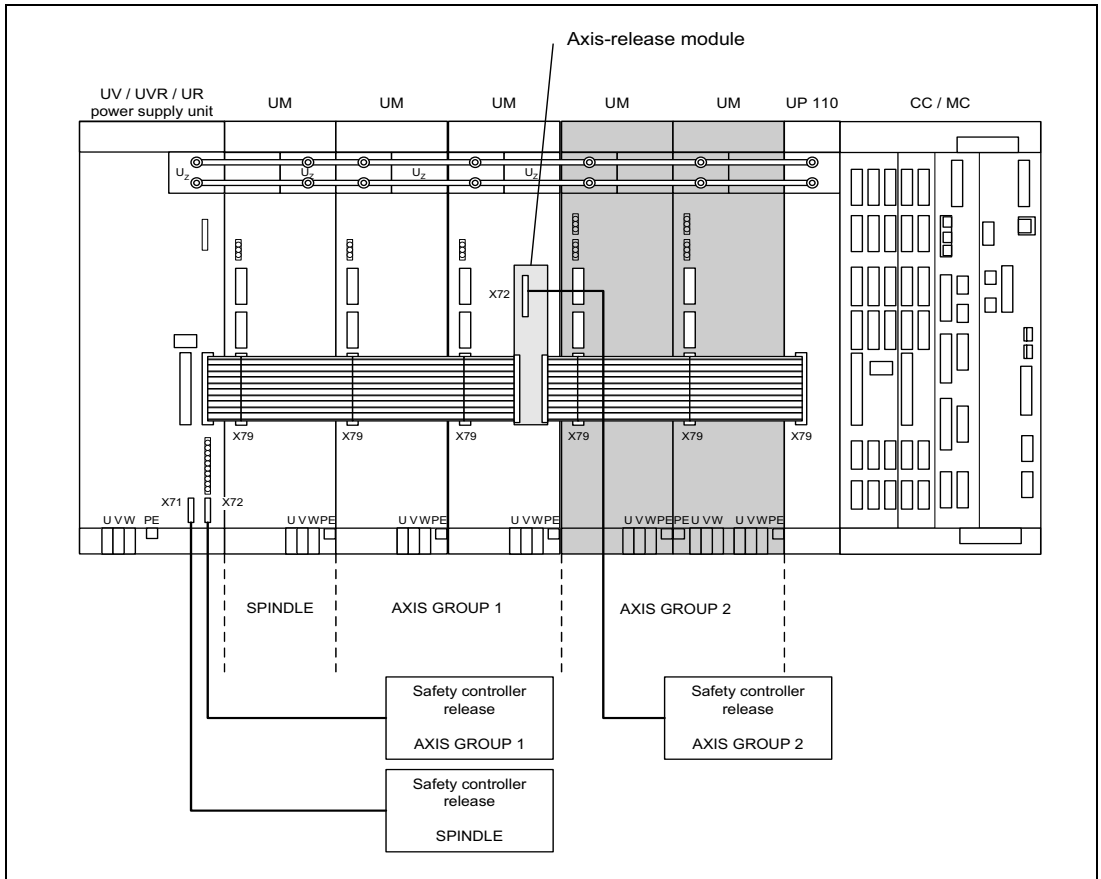 Axis-release module
UV / UVR / UR
power supply unit
UM
UM
UM
UM
UM
UP 110
CC / MC
UZ
UZ
UZ
UZ
X72
X79
X79
X79
X79
X79
X79
X71
X72
U V W PE
U V W PE
U V W PE
U V W PE
U V W PE
PE U V W
U V W PE
SPINDLE
AXIS GROUP 1
AXIS GROUP 2
Safety controller
release
AXIS GROUP 1
Safety controller
release
AXIS GROUP 2
Safety controller
release
SPINDLE